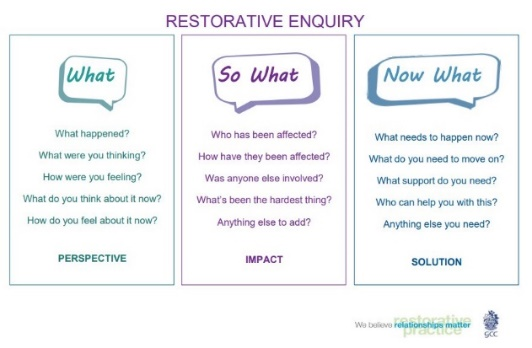 RESTORATIVE ENQUIRY
What
What happened?
What were you thinking?
How were you feeling?
What do you think about it now?
How do you feel about it now?
PERSPECTIVE
So What
Who has been affected?
How have they been affected?
Was anyone else involved?
What's been the hardest thing?
Anything else to add?
IMPACT
Now What
What needs to happen now?
What do you need to move on?
What support do you need?
Who can help you with this?
Anything else you need?
SOLUTION
restorative
We believe relationships matter
practice
GCC